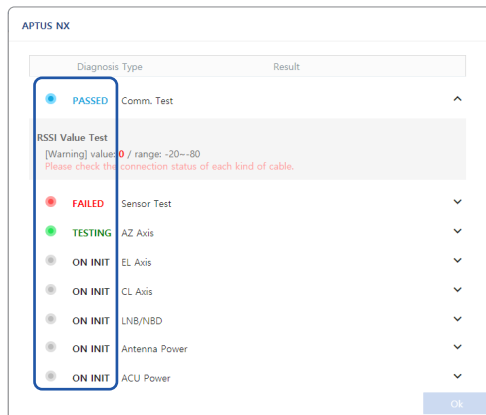 APTUS NX
Diagnosis Type Result
PASSED Comm. Test
RSSI Value Test
[Warning] value: 0 / range: -20~-80
Please check the connection status of each kind of cable.
FAILED Sensor Test
TESTING AZ Axis
ON INIT EL Axis
ON INIT CL Axis
ON INIT LNB/NBD
ON INIT Antenna Power
ON INIT ACU Power
Ok